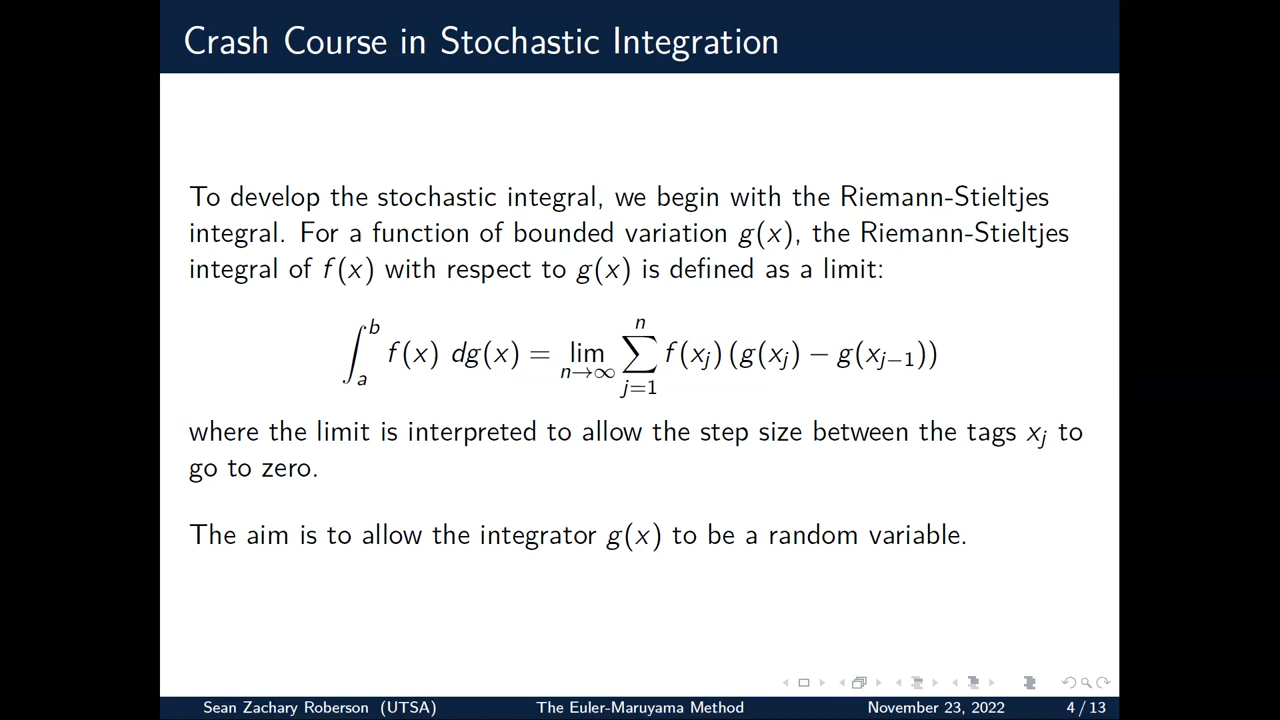 Crash Course in Stochastic Integration
To develop the stochastic integral, we begin with the Riemann-Stieltjes
integral. For a function of bounded variation g(x), the Riemann-Stieltjes
integral of f(x) with respect to g(x) is defined as a limit:
∫_a^b f(x) dg(x) = lim_{n→∞} ∑_{j=1}^n f(x_j) (g(x_j) − g(x_{j−1}))
where the limit is interpreted to allow the step size between the tags x_j to
go to zero.
The aim is to allow the integrator g(x) to be a random variable.
Sean Zachary Roberson (UTSA) The Euler-Maruyama Method November 23, 2022 4 / 13